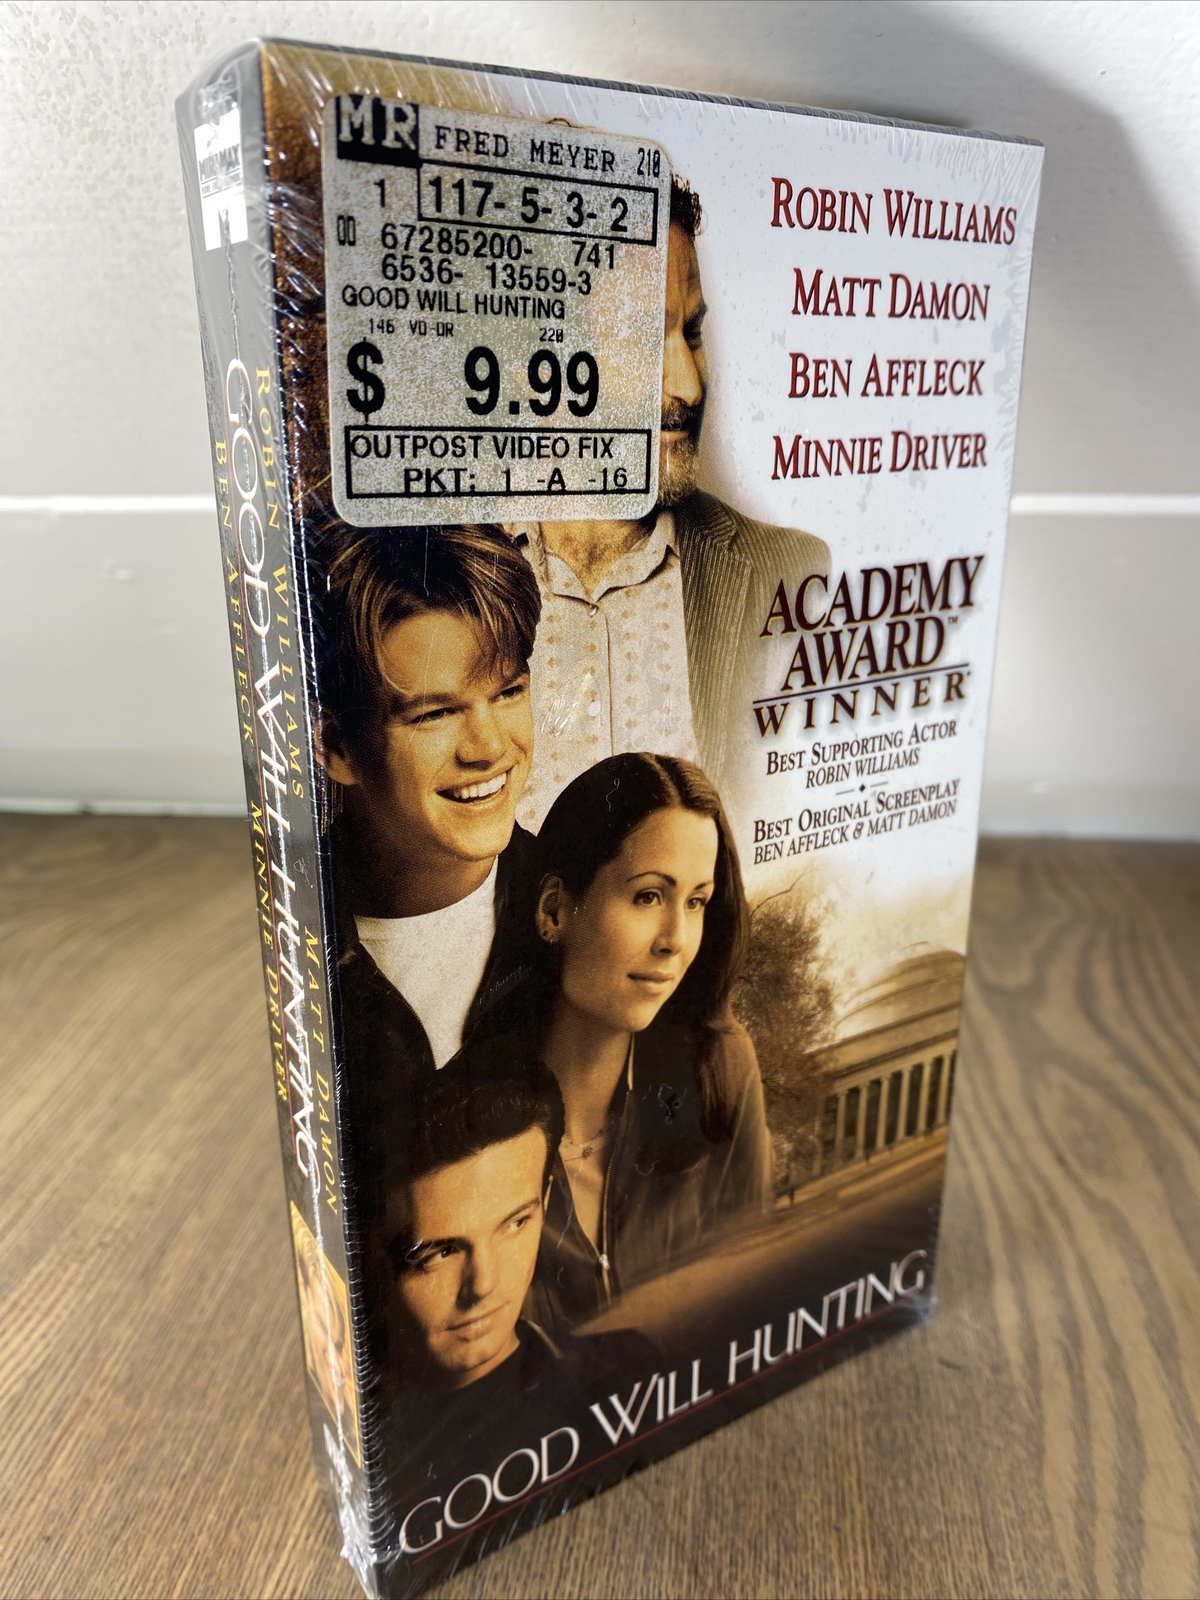 MR FRED MEYER 210
1 117- 5- 3- 2
OD 67285200- 741
6536- 13559-3
GOOD WILL HUNTING
146 VD-DR 220
$ 9.99
OUTPOST VIDEO FIX
PKT: 1 -A -16
ROBIN WILLIAMS
MATT DAMON
BEN AFFLECK
MINNIE DRIVER
ACADEMY
AWARD™
WINNER
BEST SUPPORTING ACTOR
ROBIN WILLIAMS
BEST ORIGINAL SCREENPLAY
BEN AFFLECK & MATT DAMON
GOOD WILL HUNTING
MIRAMAX
ROBIN WILLIAMS MATT DAMON
GOOD WILL HUNTING
BEN AFFLECK MINNIE DRIVER